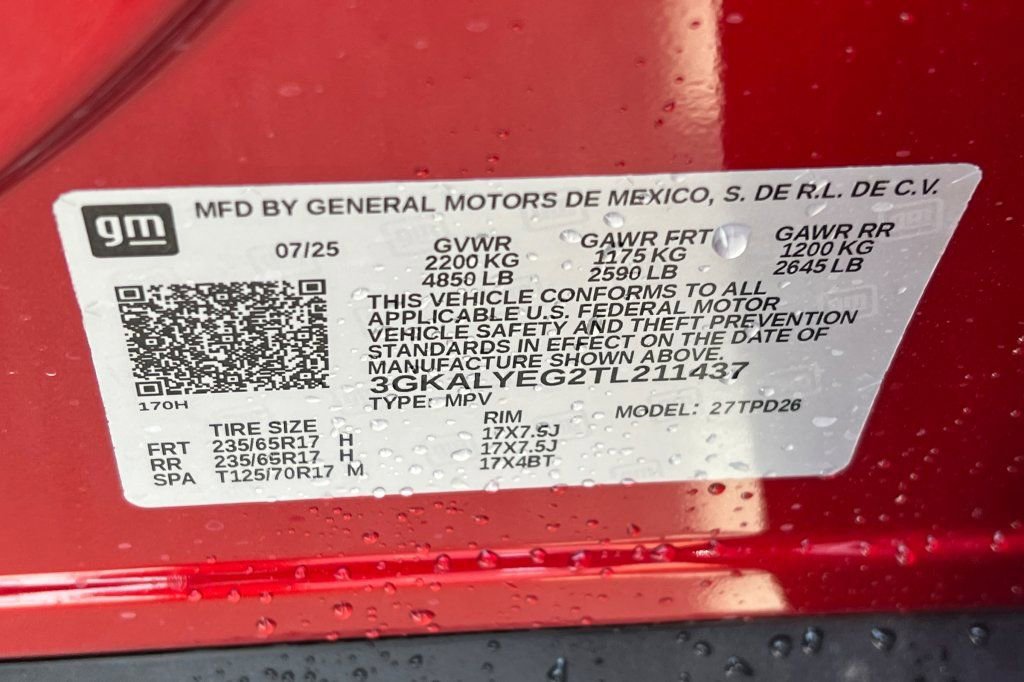 gm
MFD BY GENERAL MOTORS DE MEXICO, S. DE R.L. DE C.V.
07/25
GVWR
2200 KG
4850 LB
GAWR FRT
1175 KG
2590 LB
GAWR RR
1200 KG
2645 LB
THIS VEHICLE CONFORMS TO ALL
APPLICABLE U.S. FEDERAL MOTOR
VEHICLE SAFETY AND THEFT PREVENTION
STANDARDS IN EFFECT ON THE DATE OF
MANUFACTURE SHOWN ABOVE.
3GKALYEG2TL211437
170H
TYPE: MPV
MODEL: 27TPD26
TIRE SIZE RIM
FRT 235/65R17 H 17X7.5J
RR 235/65R17 H 17X7.5J
SPA T125/70R17 M 17X4BT